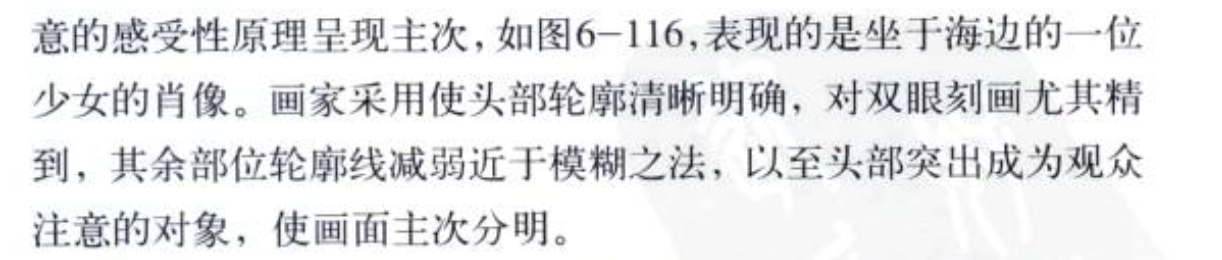 意的感受性原理呈现主次，如图6-116，表现的是坐于海边的一位
少女的肖像。画家采用使头部轮廓清晰明确，对双眼刻画尤其精
到，其余部位轮廓线减弱近于模糊之法，以至头部突出成为观众
注意的对象，使画面主次分明。